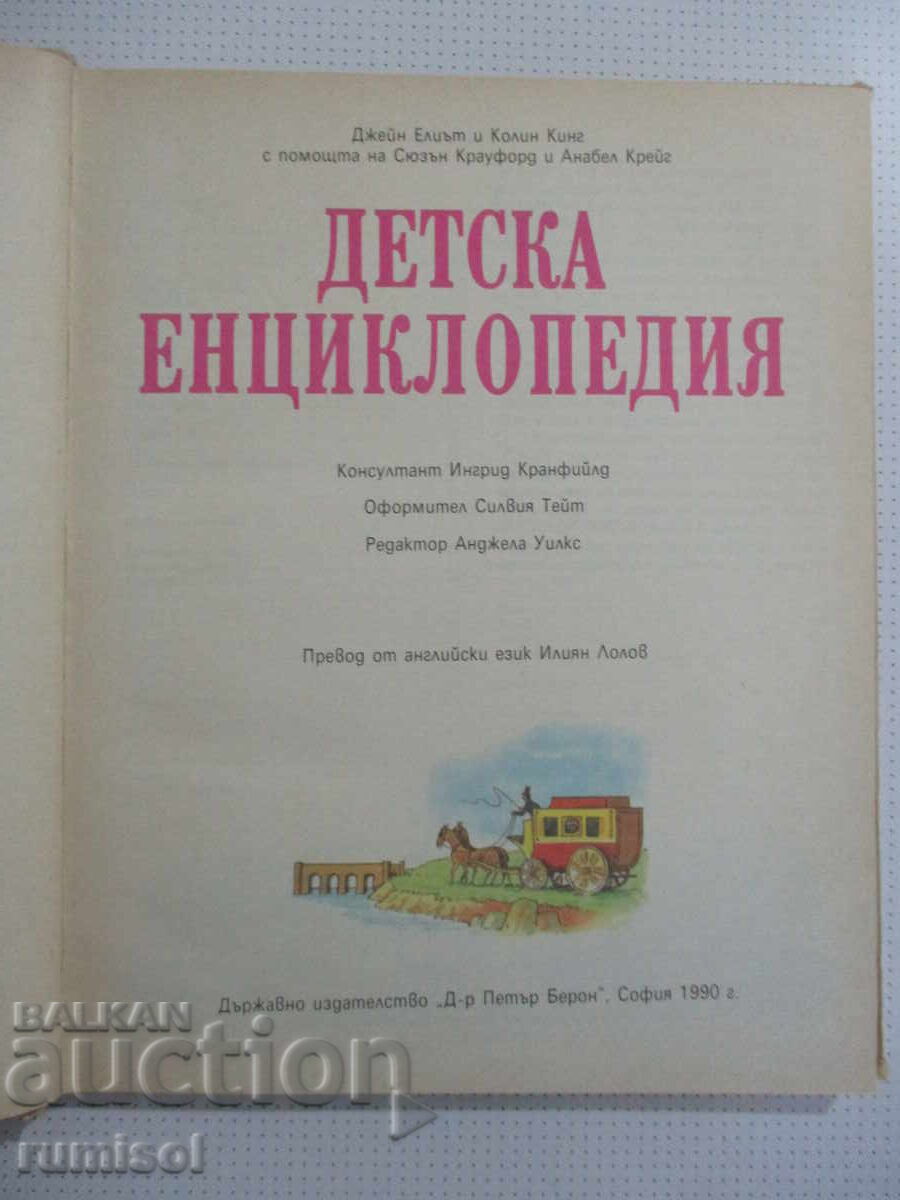 Джейн Елиът и Колин Кинг
с помощта на Сюзън Крауфорд и Анабел Крейг
ДЕТСКА
ЕНЦИКЛОПЕДИЯ
Консултант Ингрид Кранфийлд
Оформител Силвия Тейт
Редактор Анджела Уилкс
Превод от английски език Илиян Лолов
Държавно издателство „Д-р Петър Берон", София 1990 г.
BALKAN
auction
rumisol